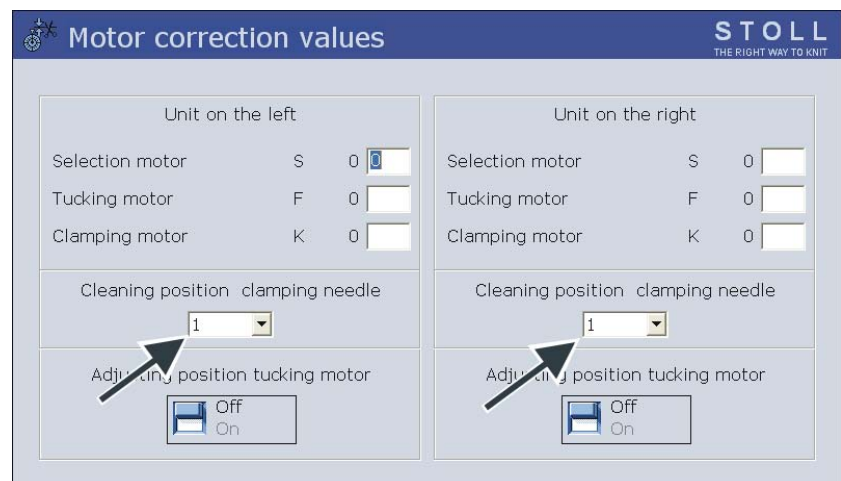 Motor correction values
STOLL
THE RIGHT WAY TO KNIT
Unit on the left
Selection motor S 0 0
Tucking motor F 0
Clamping motor K 0
Cleaning position clamping needle
1
position tucking motor
Off
On
Unit on the right
Selection motor S 0
Tucking motor F 0
Clamping motor K 0
Cleaning position clamping needle
1
position tucking motor
Off
On